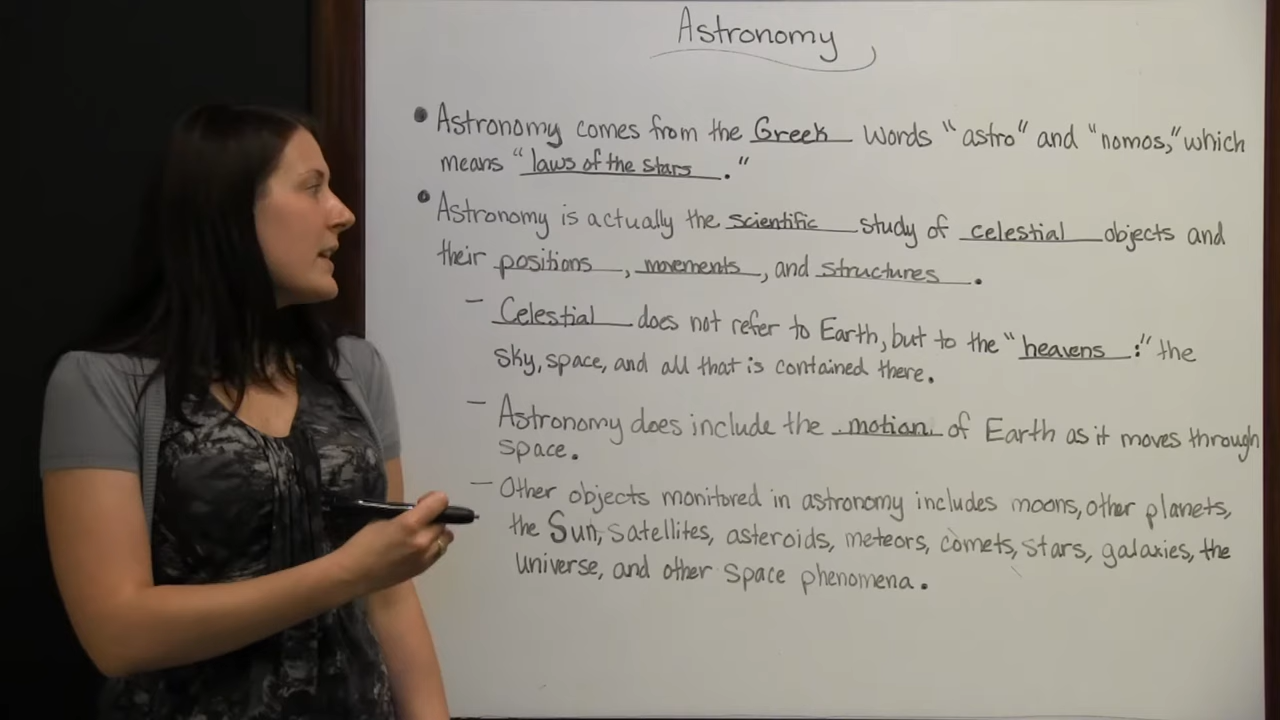 Astronomy
• Astronomy comes from the Greek words "astro" and "nomos," which
means "laws of the stars."
• Astronomy is actually the scientific study of celestial objects and
their positions, movements, and structures.
– Celestial does not refer to Earth, but to the "heavens:" the
sky, space, and all that is contained there.
– Astronomy does include the motion of Earth as it moves through
space.
– Other objects monitored in astronomy includes moons, other planets,
the Sun, satellites, asteroids, meteors, comets, stars, galaxies, the
universe, and other space phenomena.